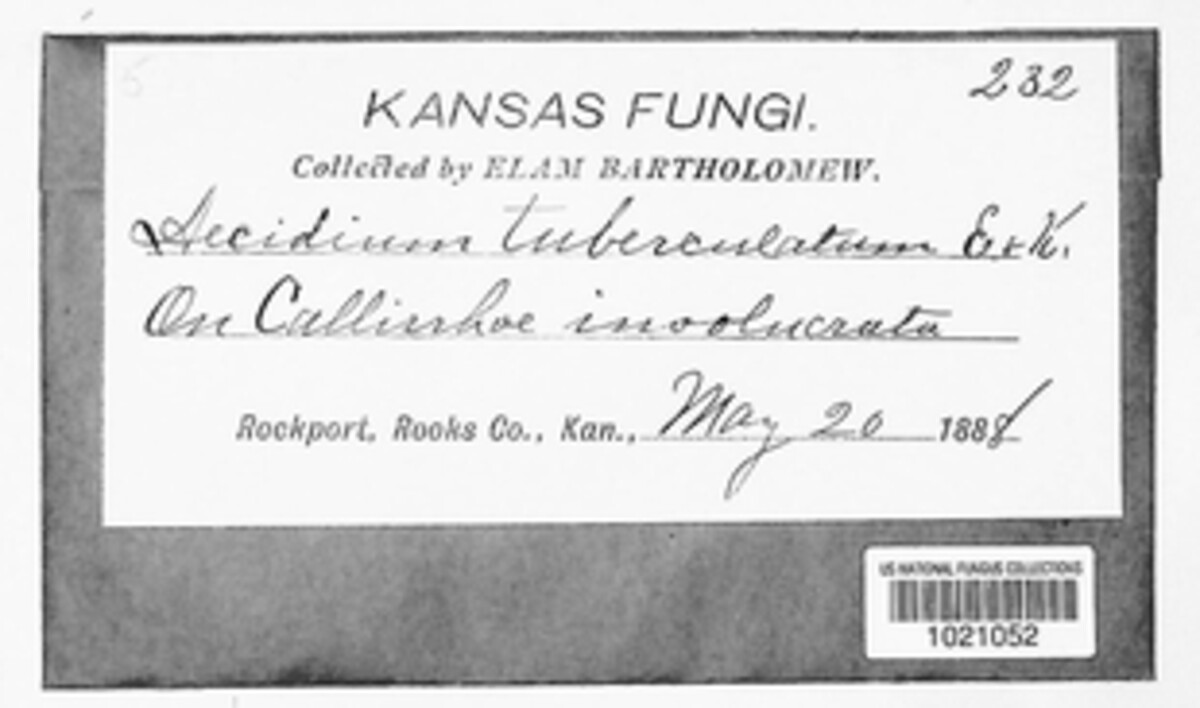 232
KANSAS FUNGI.
Collected by ELAM BARTHOLOMEW.
Aecidium tuberculatum E & K.
On Callirrhoe involucrata
Rockport, Rooks Co., Kan., May 20 1888
US NATIONAL FUNGUS COLLECTIONS
1021052